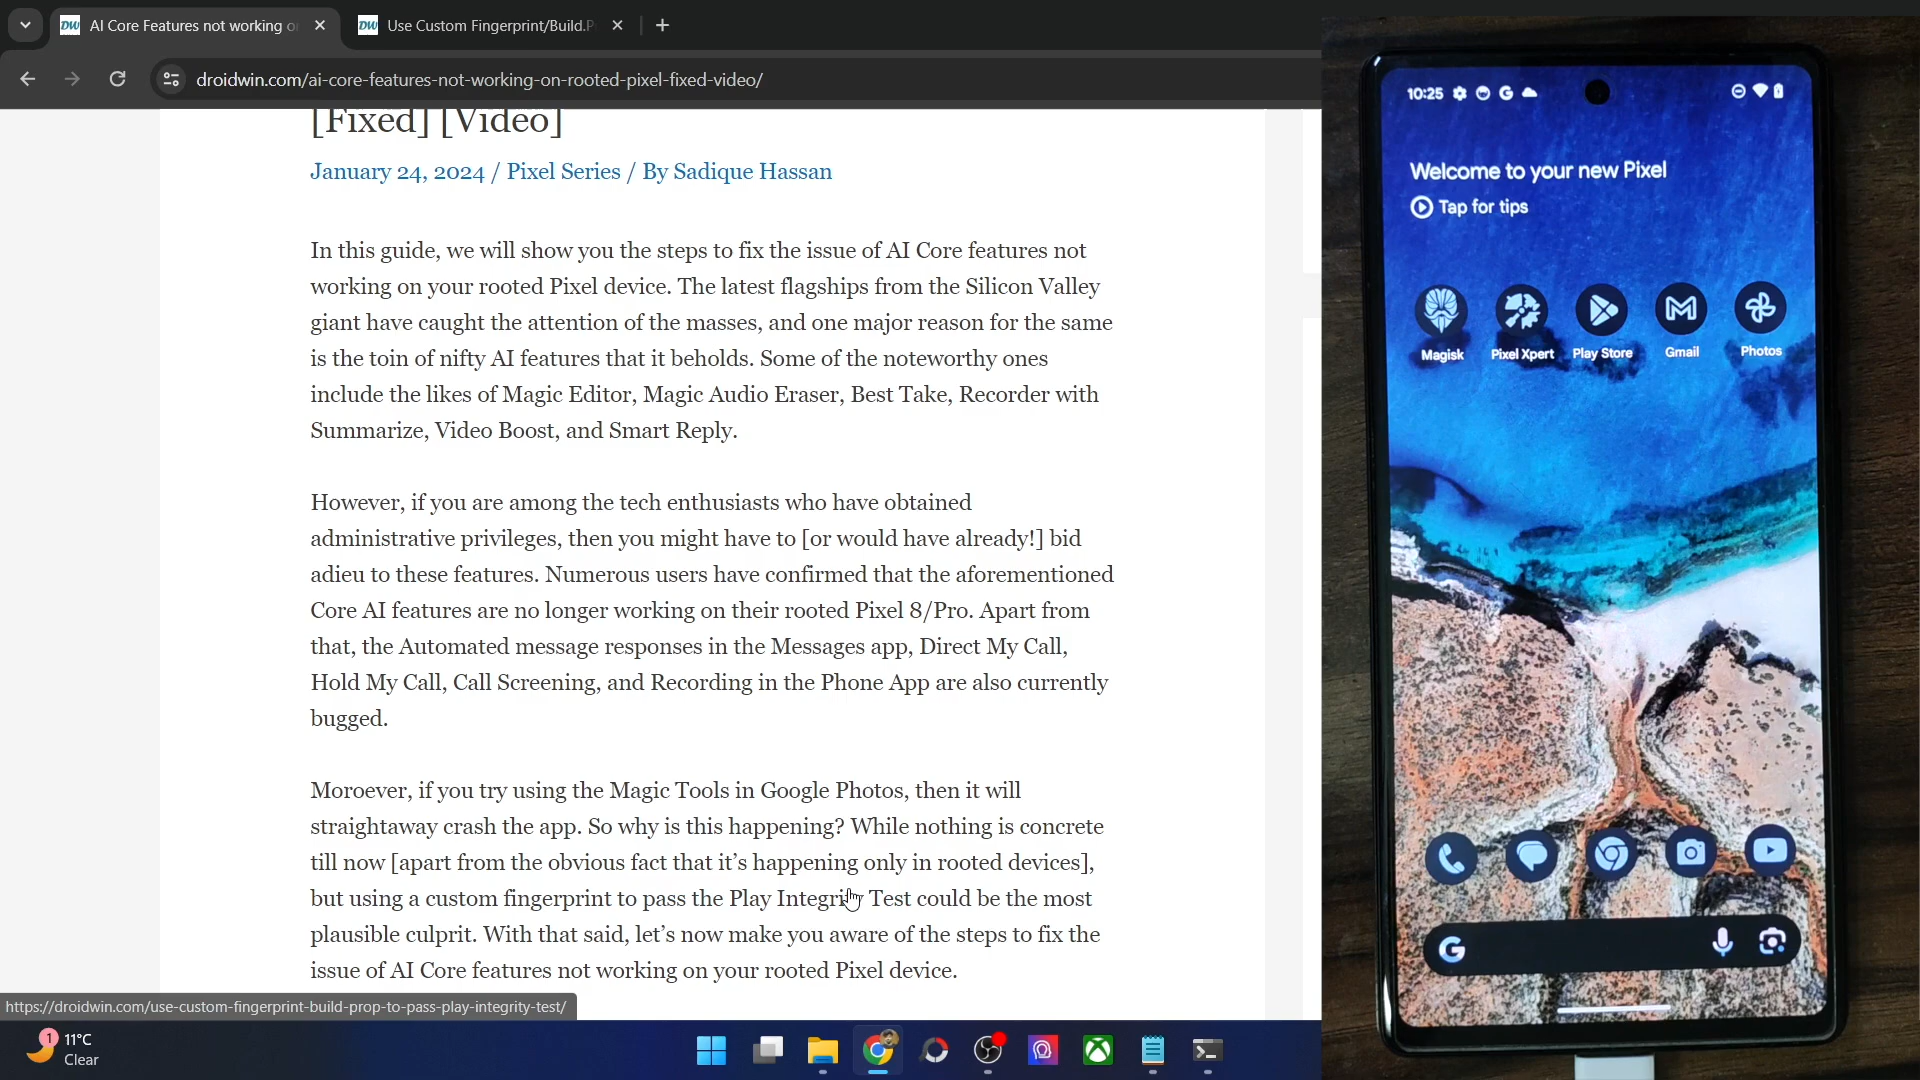 AI Core Features not working o
Use Custom Fingerprint/Build.P
droidwin.com/ai-core-features-not-working-on-rooted-pixel-fixed-video/
[Fixed] [Video]
January 24, 2024 / Pixel Series / By Sadique Hassan
In this guide, we will show you the steps to fix the issue of AI Core features not
working on your rooted Pixel device. The latest flagships from the Silicon Valley
giant have caught the attention of the masses, and one major reason for the same
is the toin of nifty AI features that it beholds. Some of the noteworthy ones
include the likes of Magic Editor, Magic Audio Eraser, Best Take, Recorder with
Summarize, Video Boost, and Smart Reply.
However, if you are among the tech enthusiasts who have obtained
administrative privileges, then you might have to [or would have already!] bid
adieu to these features. Numerous users have confirmed that the aforementioned
Core AI features are no longer working on their rooted Pixel 8/Pro. Apart from
that, the Automated message responses in the Messages app, Direct My Call,
Hold My Call, Call Screening, and Recording in the Phone App are also currently
bugged.
Moroever, if you try using the Magic Tools in Google Photos, then it will
straightaway crash the app. So why is this happening? While nothing is concrete
till now [apart from the obvious fact that it's happening only in rooted devices],
but using a custom fingerprint to pass the Play Integrity Test could be the most
plausible culprit. With that said, let's now make you aware of the steps to fix the
issue of AI Core features not working on your rooted Pixel device.
https://droidwin.com/use-custom-fingerprint-build-prop-to-pass-play-integrity-test/
1
11°C
Clear
10:25
Welcome to your new Pixel
Tap for tips
Magisk
Pixel Xpert
Play Store
Gmail
Photos